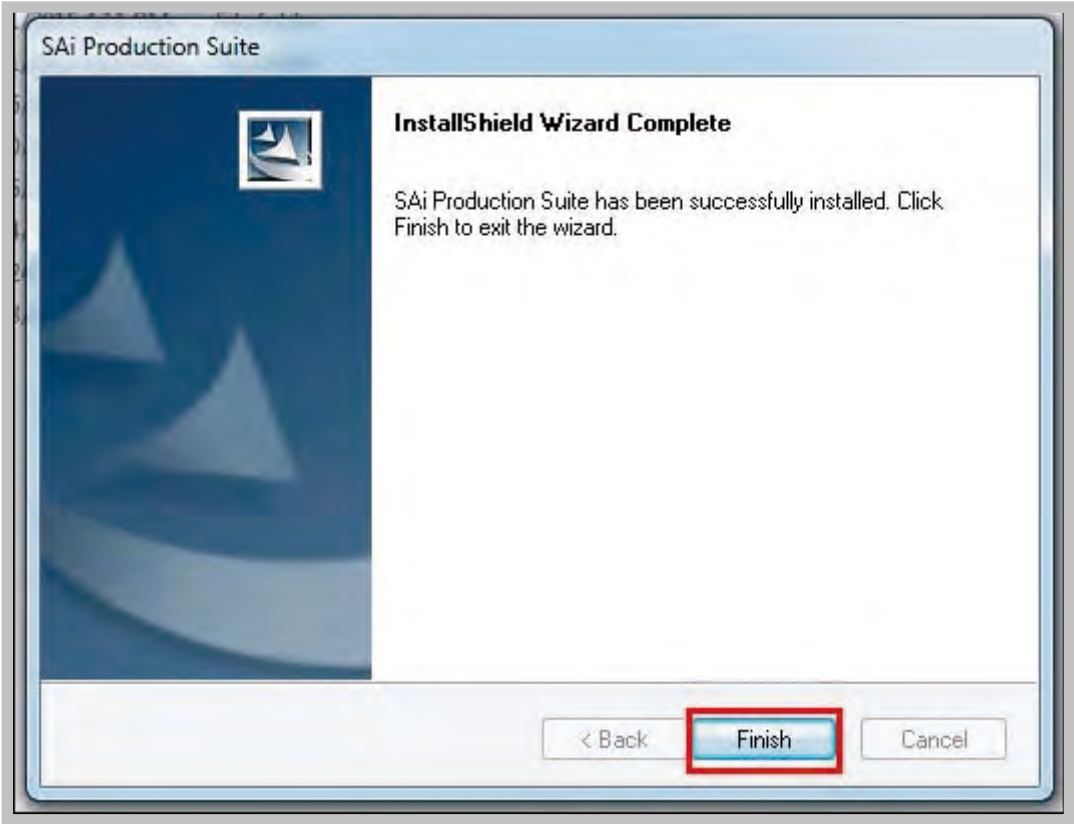 SAi Production Suite
InstallShield Wizard Complete
SAi Production Suite has been successfully installed. Click
Finish to exit the wizard.
< Back
Finish
Cancel